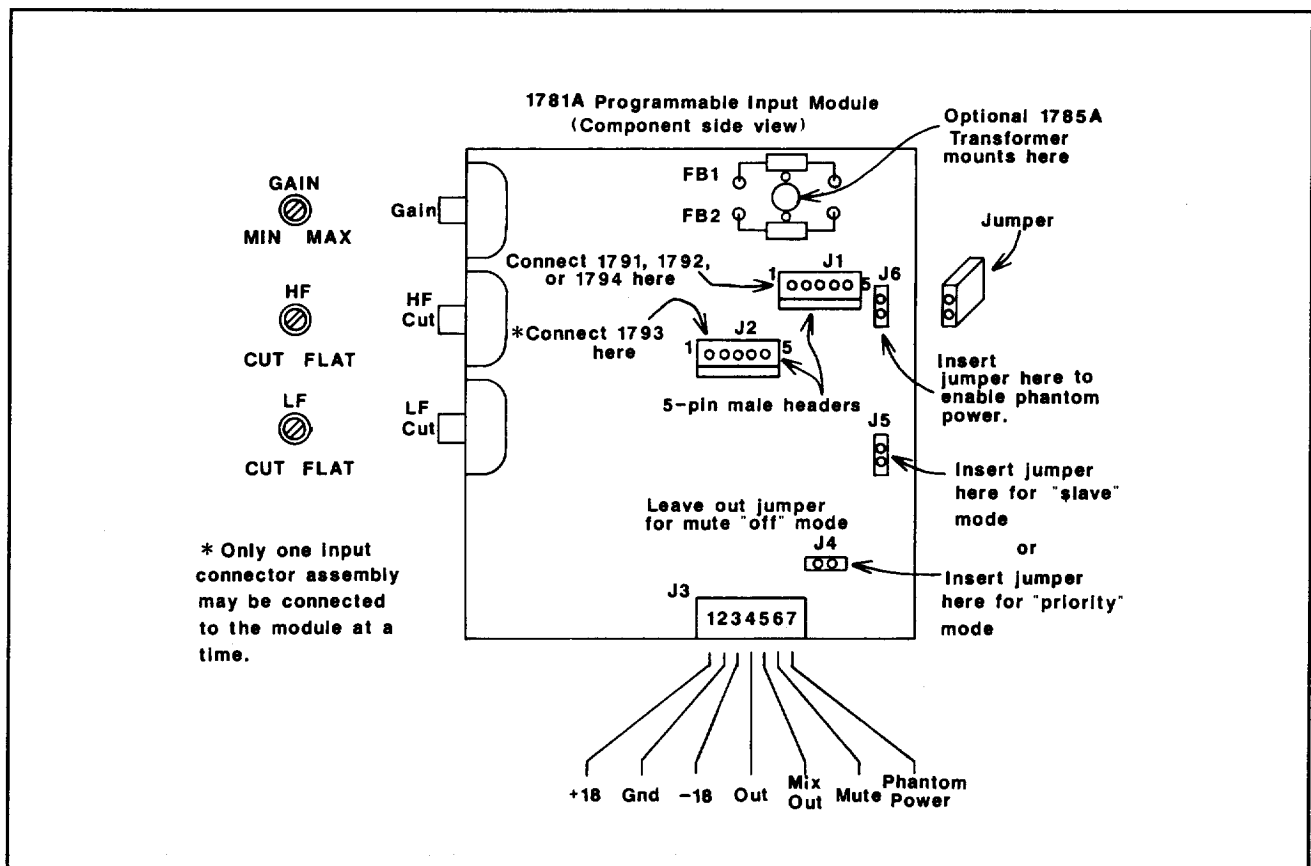 1781A Programmable Input Module
(Component side view)
Optional 1785A
Transformer
mounts here
FB1
FB2
GAIN
MIN MAX
Gain
Jumper
Connect 1791, 1792,
or 1794 here
1
J1
5
J6
HF
CUT FLAT
HF
Cut
*Connect 1793
here
1
J2
5
5-pin male headers
Insert
jumper here to
enable phantom
power.
LF
CUT FLAT
LF
Cut
J5
Insert jumper
here for "slave"
mode
or
Insert jumper
here for "priority"
mode
Leave out jumper
for mute "off" mode
J4
* Only one input
connector assembly
may be connected
to the module at a
time.
J3
1234567
+18 Gnd -18 Out Mix Out Mute Phantom Power